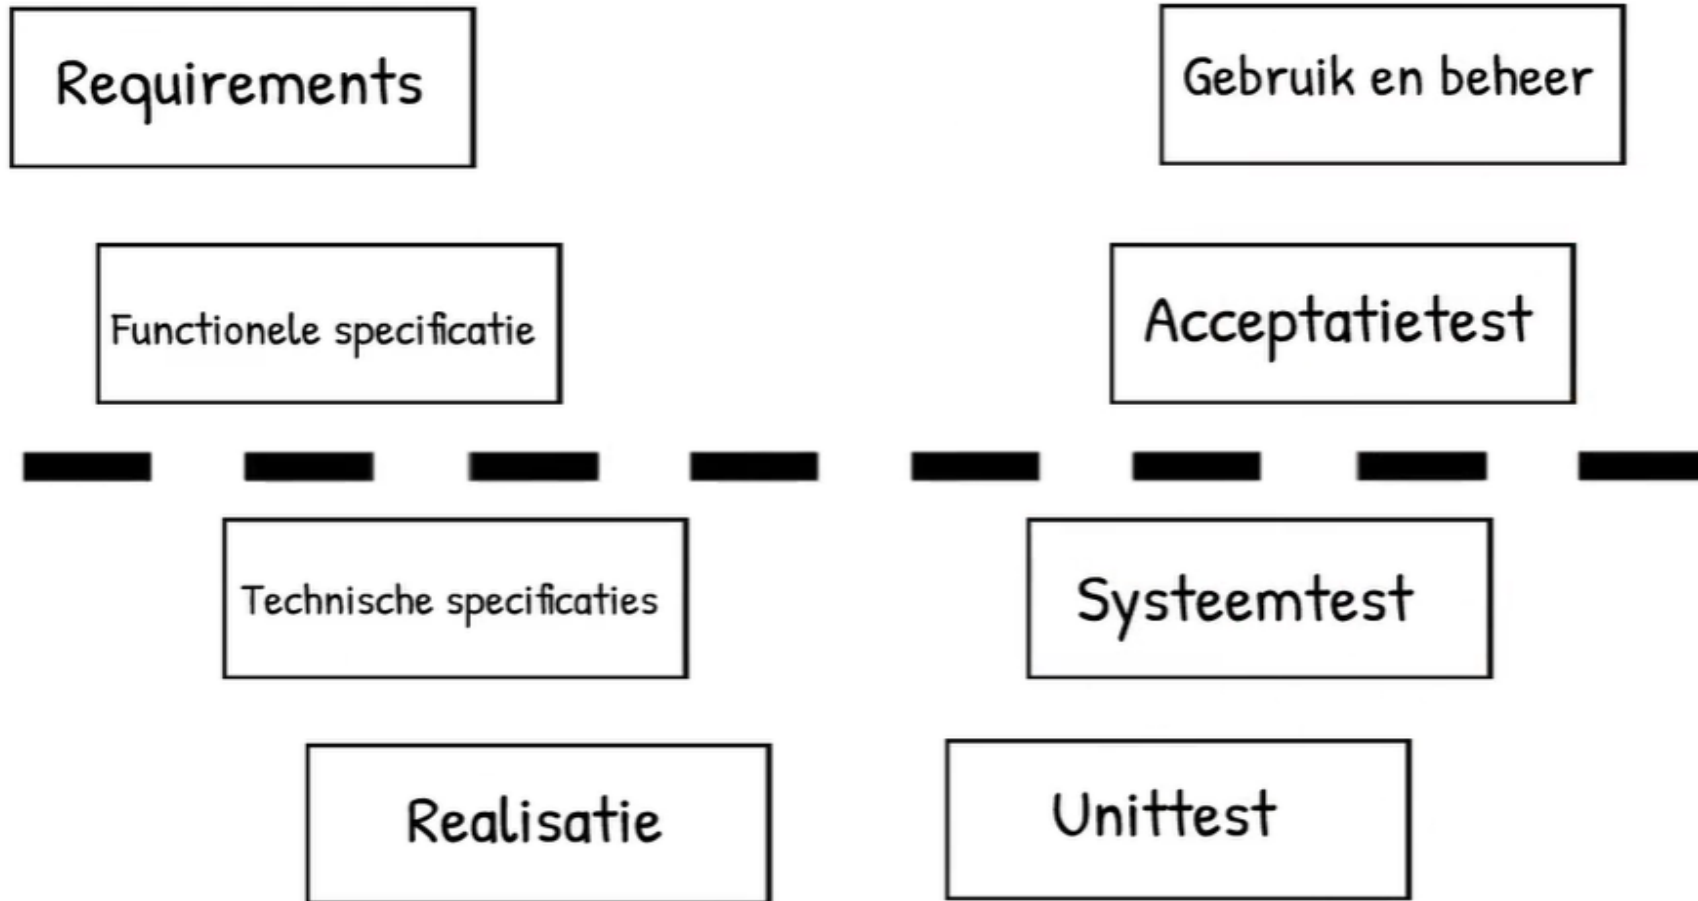 Requirements
Gebruik en beheer
Functionele specificatie
Acceptatietest
Technische specificaties
Systeemtest
Realisatie
Unittest